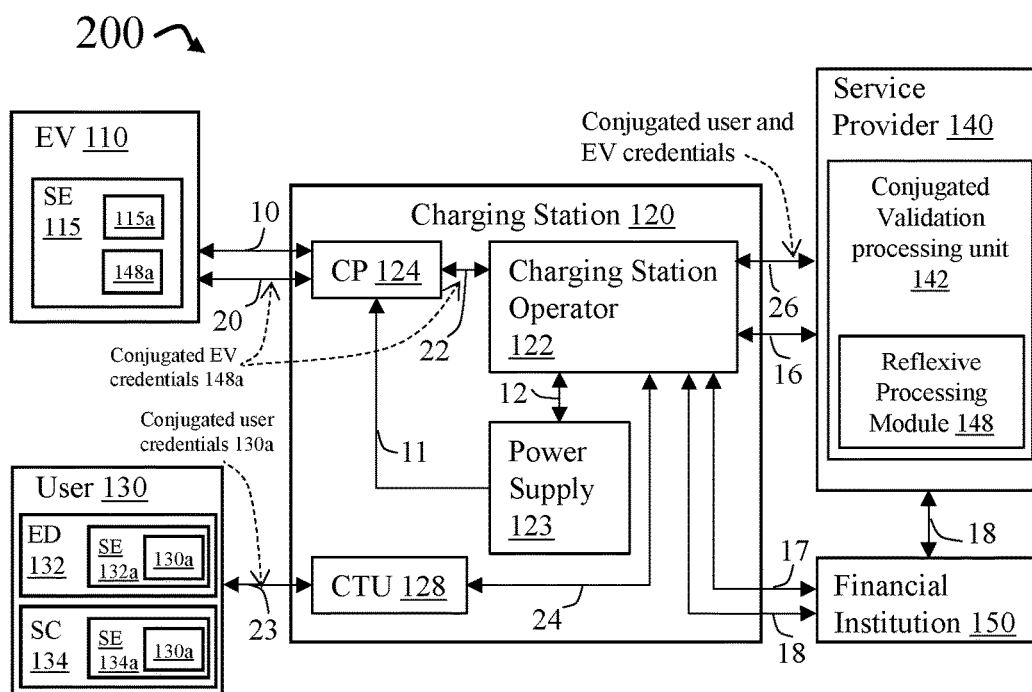 200
EV 110
SE
115
115a
148a
10
20
Conjugated EV
credentials 148a
Conjugated user
credentials 130a
User 130
ED
132
SE
132a
130a
SC
134
SE
134a
130a
23
Charging Station 120
CP 124
22
Charging Station
Operator
122
12
11
Power
Supply
123
CTU 128
24
Conjugated user and
EV credentials
26
16
17
18
Service
Provider 140
Conjugated
Validation
processing unit
142
Reflexive
Processing
Module 148
18
Financial
Institution 150